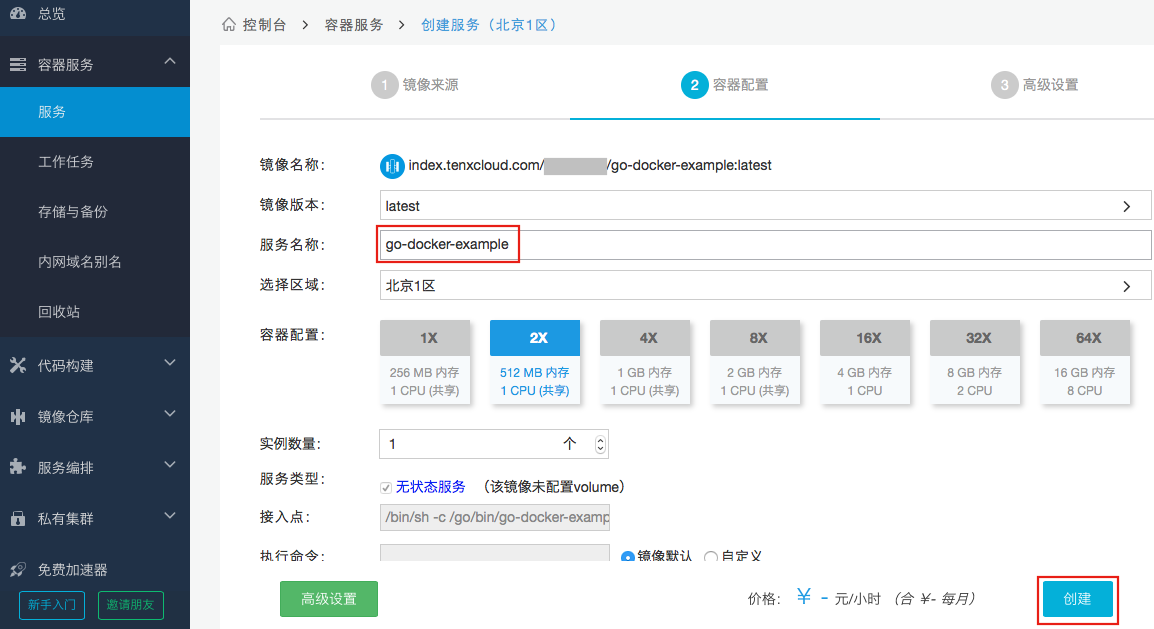 总览
容器服务
服务
工作任务
存储与备份
内网域名别名
回收站
代码构建
镜像仓库
服务编排
私有集群
免费加速器
新手入门 邀请朋友
控制台 > 容器服务 > 创建服务（北京1区）
1 镜像来源 2 容器配置 3 高级设置
镜像名称: index.tenxcloud.com/ /go-docker-example:latest
镜像版本: latest
服务名称: go-docker-example
选择区域: 北京1区
容器配置: 1X 2X 4X 8X 16X 32X 64X
256 MB 内存 512 MB 内存 1 GB 内存 2 GB 内存 4 GB 内存 8 GB 内存 16 GB 内存
1 CPU (共享) 1 CPU (共享) 1 CPU (共享) 1 CPU (共享) 1 CPU 2 CPU 8 CPU
实例数量: 1 个
服务类型: 无状态服务 （该镜像未配置volume）
接入点: /bin/sh -c /go/bin/go-docker-examp
执行命令: 镜像默认 自定义
高级设置 价格: ¥ - 元/小时 （合 ¥- 每月） 创建